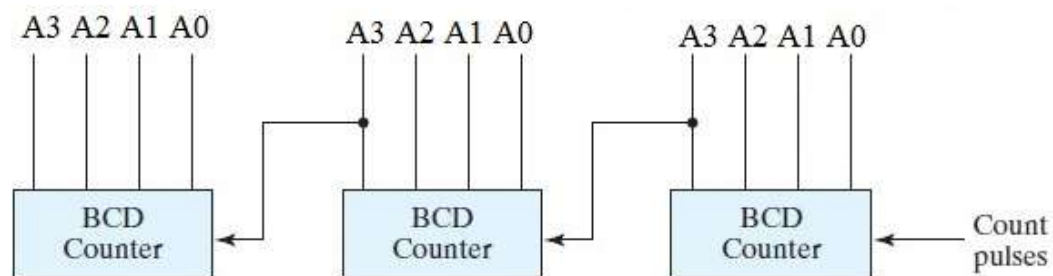 A3 A2 A1 A0
A3 A2 A1 A0
A3 A2 A1 A0
BCD
Counter
BCD
Counter
BCD
Counter
Count
pulses